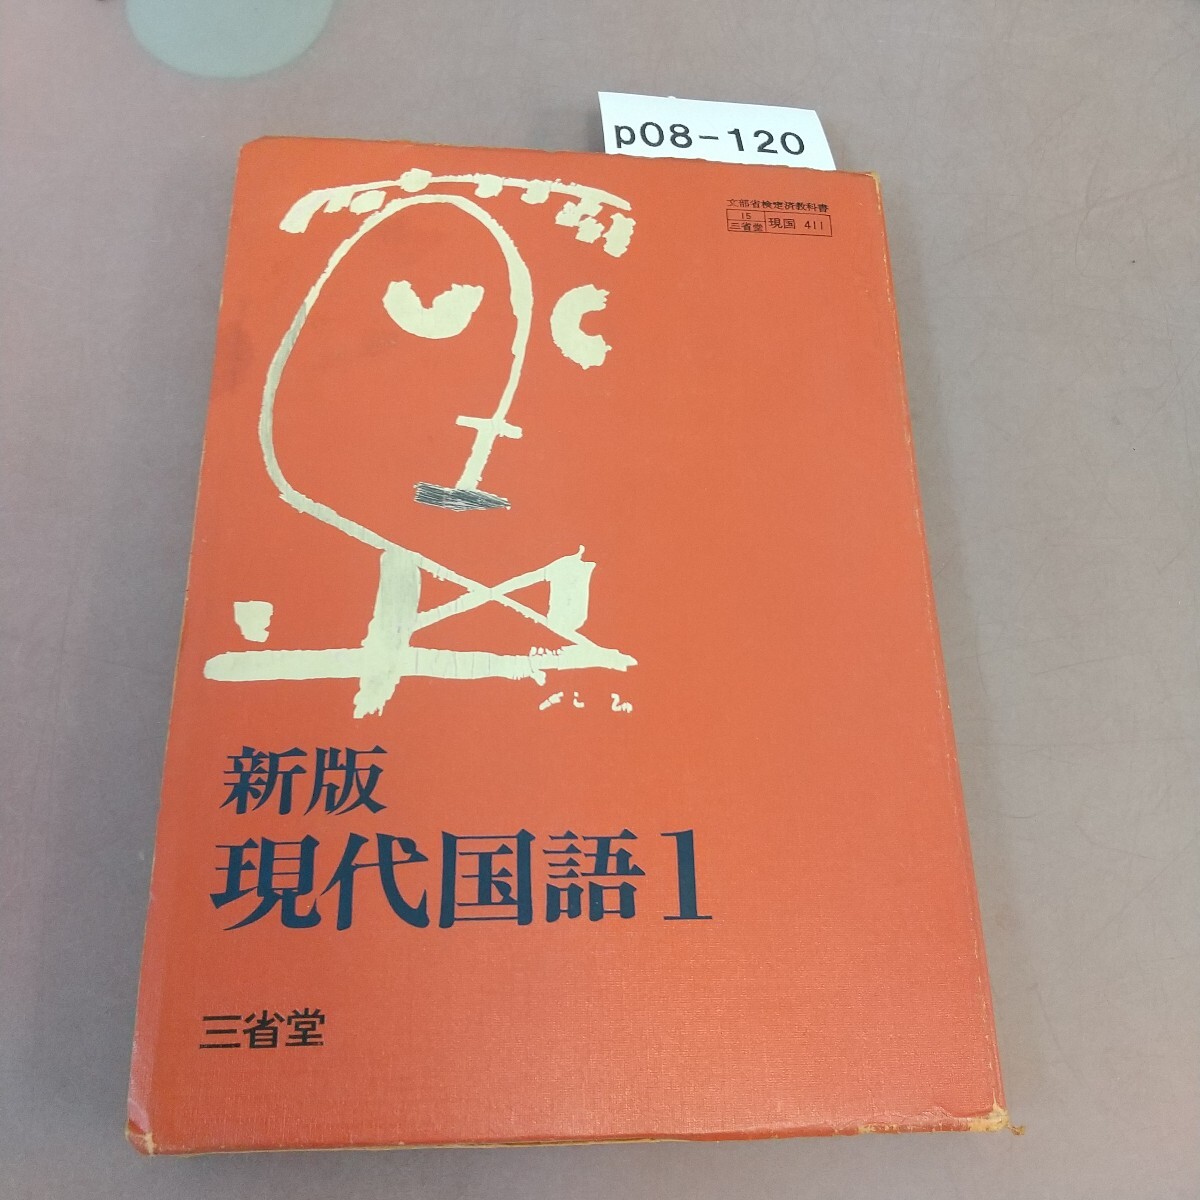 p08-120
文部省検定済教科書
15
三省堂
現国 411
新版
現代国語1
三省堂